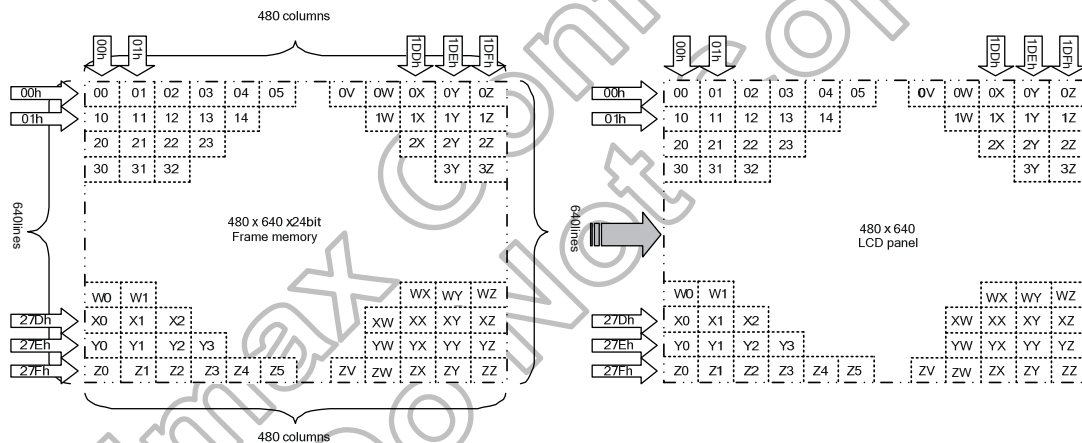 480 columns
00h 01h 1DDh 1DEh 1DFh 00h 01h 1DDh 1DEh 1DFh
00h 00 01 02 03 04 05 0V 0W 0X 0Y 0Z 00h 00 01 02 03 04 05 0V 0W 0X 0Y 0Z
01h 10 11 12 13 14 1W 1X 1Y 1Z 01h 10 11 12 13 14 1W 1X 1Y 1Z
20 21 22 23 2X 2Y 2Z 20 21 22 23 2X 2Y 2Z
30 31 32 3Y 3Z 30 31 32 3Y 3Z
640lines 480 x 640 x24bit 640lines 480 x 640
Frame memory LCD panel
W0 W1 WX WY WZ W0 W1 WX WY WZ
27Dh X0 X1 X2 XW XX XY XZ 27Dh X0 X1 X2 XW XX XY XZ
27Eh Y0 Y1 Y2 Y3 YW YX YY YZ 27Eh Y0 Y1 Y2 Y3 YW YX YY YZ
27Fh Z0 Z1 Z2 Z3 Z4 Z5 ZV ZW ZX ZY ZZ 27Fh Z0 Z1 Z2 Z3 Z4 Z5 ZV ZW ZX ZY ZZ
480 columns
Do Not